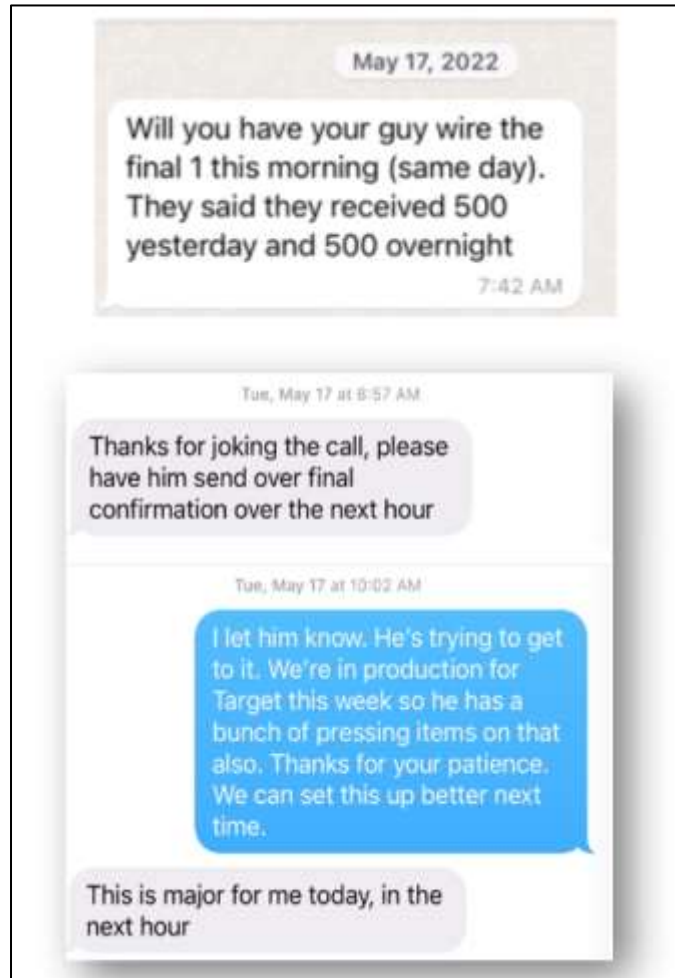 May 17, 2022
Will you have your guy wire the
final 1 this morning (same day).
They said they received 500
yesterday and 500 overnight
7:42 AM
Tue, May 17 at 8:57 AM
Thanks for joking the call, please
have him send over final
confirmation over the next hour
Tue, May 17 at 10:02 AM
I let him know. He's trying to get
to it. We're in production for
Target this week so he has a
bunch of pressing items on that
also. Thanks for your patience.
We can set this up better next
time.
This is major for me today, in the
next hour